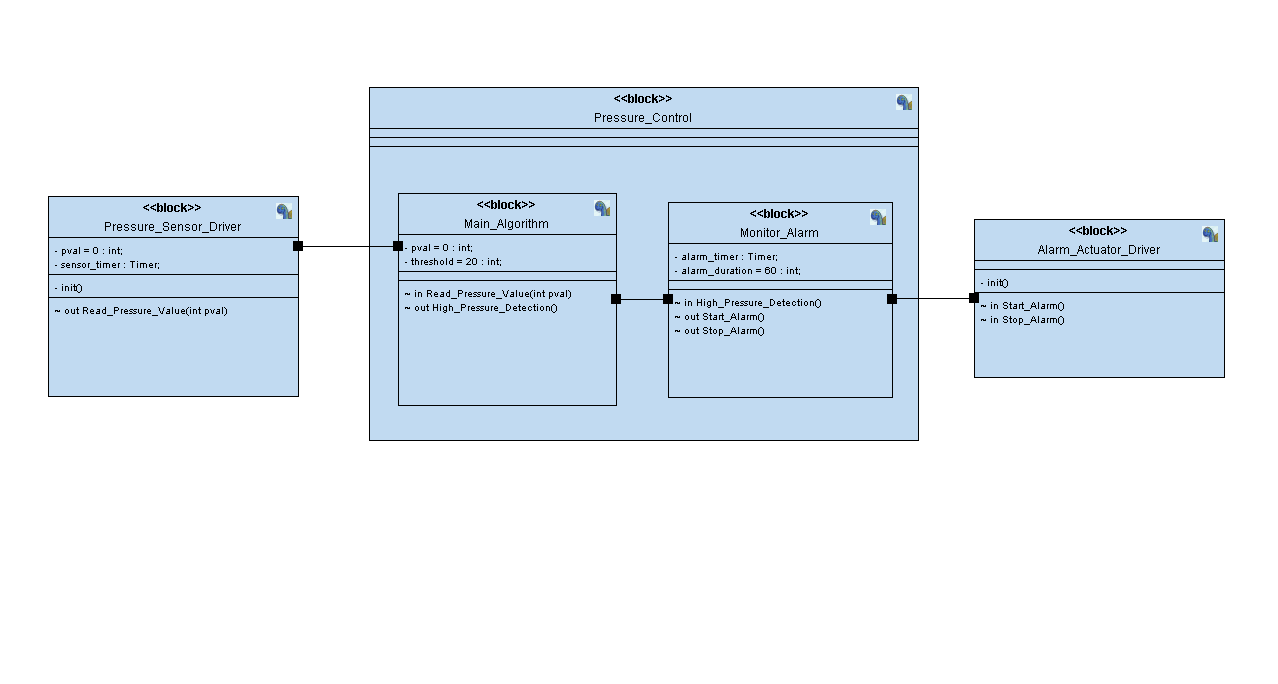 <<block>>
Pressure_Control
<<block>>
Pressure_Sensor_Driver
- pval = 0 : int;
- sensor_timer : Timer;
- init()
~ out Read_Pressure_Value(int pval)
<<block>>
Main_Algorithm
- pval = 0 : int;
- threshold = 20 : int;
~ in Read_Pressure_Value(int pval)
~ out High_Pressure_Detection()
<<block>>
Monitor_Alarm
- alarm_timer : Timer;
- alarm_duration = 60 : int;
~ in High_Pressure_Detection()
~ out Start_Alarm()
~ out Stop_Alarm()
<<block>>
Alarm_Actuator_Driver
- init()
~ in Start_Alarm()
~ in Stop_Alarm()